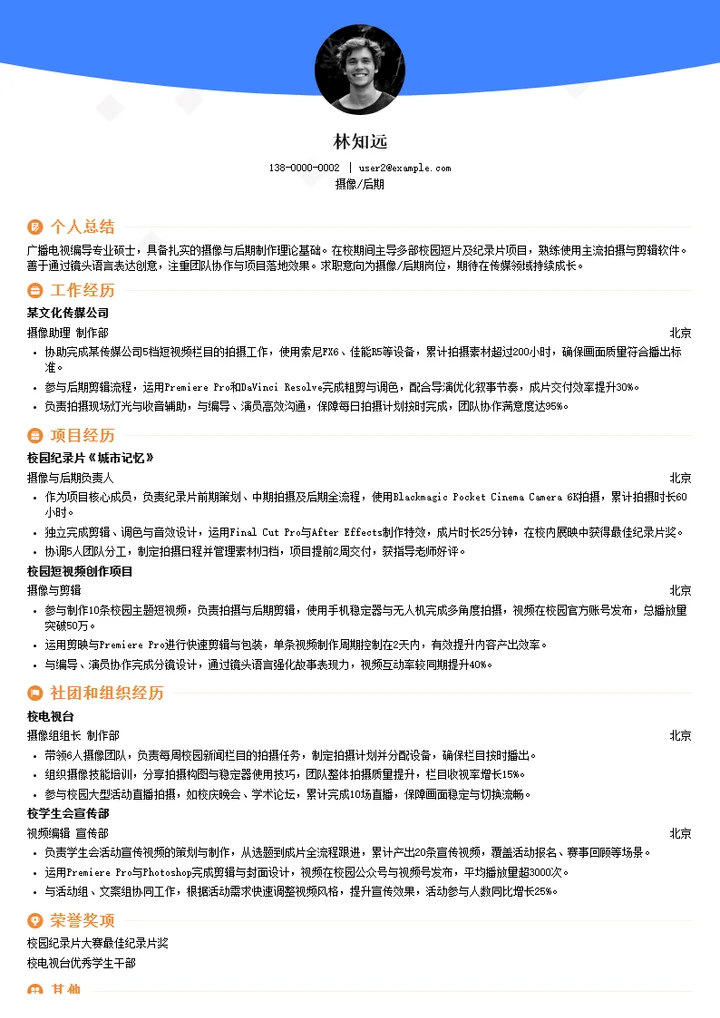 林知远
138-0000-0002 | user2@example.com
摄像/后期
个人总结
广播电视编导专业硕士，具备扎实的摄像与后期制作理论基础。在校期间主导多部校园短片及纪录片项目，熟练使用主流拍摄与剪辑软件。
善于通过镜头语言表达创意，注重团队协作与项目落地效果。求职意向为摄像/后期岗位，期待在传媒领域持续成长。
工作经历
某文化传媒公司
摄像助理 制作部 北京
• 协助完成某传媒公司5档短视频栏目的拍摄工作，使用索尼FX6、佳能R5等设备，累计拍摄素材超过200小时，确保画面质量符合播出标
准。
• 参与后期剪辑流程，运用Premiere Pro和DaVinci Resolve完成粗剪与调色，配合导演优化叙事节奏，成片交付效率提升30%。
• 负责拍摄现场灯光与收音辅助，与编导、演员高效沟通，保障每日拍摄计划按时完成，团队协作满意度达95%。
项目经历
校园纪录片《城市记忆》
摄像与后期负责人 北京
• 作为项目核心成员，负责纪录片前期策划、中期拍摄及后期全流程，使用Blackmagic Pocket Cinema Camera 6K拍摄，累计拍摄时长60
小时。
• 独立完成剪辑、调色与音效设计，运用Final Cut Pro与After Effects制作特效，成片时长25分钟，在校内展映中获得最佳纪录片奖。
• 协调5人团队分工，制定拍摄日程并管理素材归档，项目提前2周交付，获指导老师好评。
校园短视频创作项目
摄像与剪辑 北京
• 参与制作10条校园主题短视频，负责拍摄与后期剪辑，使用手机稳定器与无人机完成多角度拍摄，视频在校园官方账号发布，总播放量
突破50万。
• 运用剪映与Premiere Pro进行快速剪辑与包装，单条视频制作周期控制在2天内，有效提升内容产出效率。
• 与编导、演员协作完成分镜设计，通过镜头语言强化故事表现力，视频互动率较同期提升40%。
社团和组织经历
校电视台
摄像组组长 制作部 北京
• 带领6人摄像团队，负责每周校园新闻栏目的拍摄任务，制定拍摄计划并分配设备，确保栏目按时播出。
• 组织摄像技能培训，分享拍摄构图与稳定器使用技巧，团队整体拍摄质量提升，栏目收视率增长15%。
• 参与校园大型活动直播拍摄，如校庆晚会、学术论坛，累计完成10场直播，保障画面稳定与切换流畅。
校学生会宣传部
视频编辑 宣传部 北京
• 负责学生会活动宣传视频的策划与制作，从选题到成片全流程跟进，累计产出20条宣传视频，覆盖活动报名、赛事回顾等场景。
• 运用Premiere Pro与Photoshop完成剪辑与封面设计，视频在校园公众号与视频号发布，平均播放量超3000次。
• 与活动组、文案组协同工作，根据活动需求快速调整视频风格，提升宣传效果，活动参与人数同比增长25%。
荣誉奖项
校园纪录片大赛最佳纪录片奖
校电视台优秀学生干部
其他